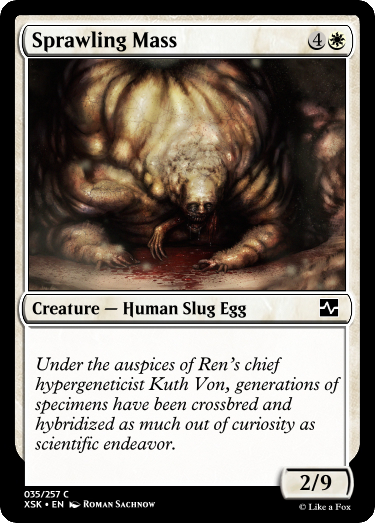 Sprawling Mass 4
Creature — Human Slug Egg
Under the auspices of Ren's chief
hypergeneticist Kuth Von, generations of
specimens have been crossbred and
hybridized as much out of curiosity as
scientific endeavor.
2/9
035/257 C
XSK • EN Roman Sachnow
© Like a Fox